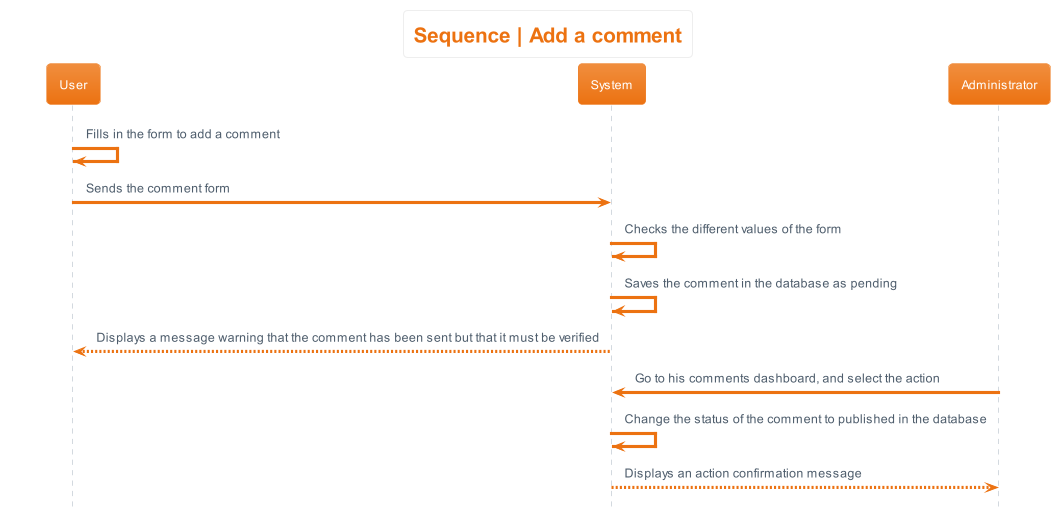 Sequence | Add a comment
User
System
Administrator
Fills in the form to add a comment
Sends the comment form
Checks the different values of the form
Saves the comment in the database as pending
Displays a message warning that the comment has been sent but that it must be verified
Go to his comments dashboard, and select the action
Change the status of the comment to published in the database
Displays an action confirmation message